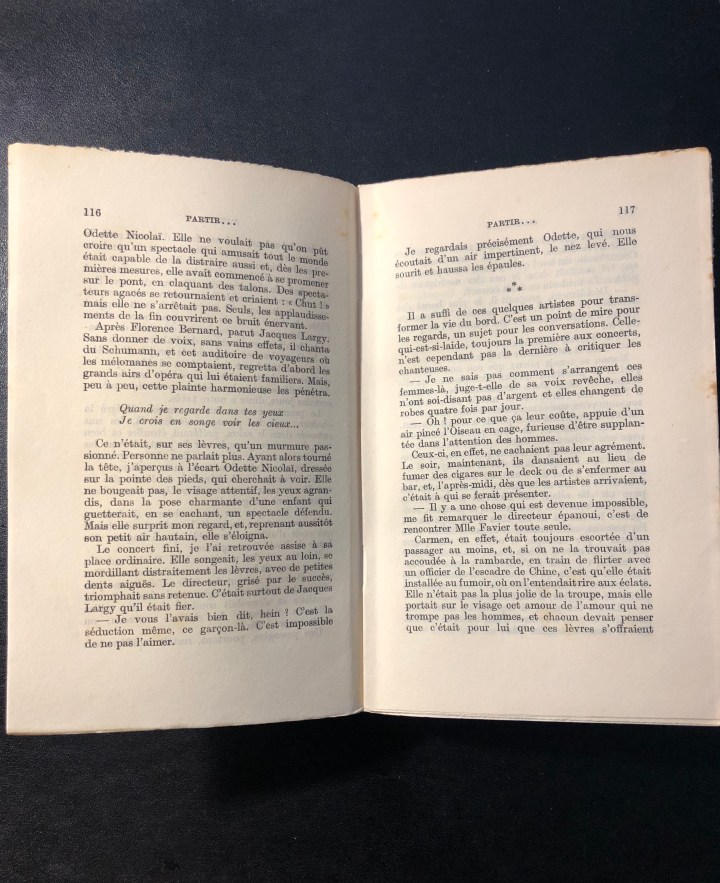 116
PARTIR...
Odette Nicolaï. Elle ne voulait pas qu'on pût
croire qu'un spectacle qui amusait tout le monde
était capable de la distraire aussi et, dès les pre-
mières mesures, elle avait commencé à se promener
sur le pont, en claquant des talons. Des specta-
teurs agacés se retournaient et criaient : « Chut ! »
mais elle ne s'arrêtait pas. Seuls, les applaudisse-
ments de la fin couvrirent ce bruit énervant.
Après Florence Bernard, parut Jacques Largy.
Sans donner de voix, sans vains effets, il chanta
du Schumann, et cet auditoire de voyageurs où
les mélomanes se comptaient, regretta d'abord les
grands airs d'opéra qui lui étaient familiers. Mais,
peu à peu, cette plainte harmonieuse les pénétra.
Quand je regarde dans tes yeux
Je crois en songe voir les cieux...
Ce n'était, sur ses lèvres, qu'un murmure pas-
sionné. Personne ne parlait plus. Ayant alors tourné
la tête, j'aperçus à l'écart Odette Nicolaï, dressée
sur la pointe des pieds, qui cherchait à voir. Elle
ne bougeait pas, le visage attentif, les yeux agran-
dis, dans la pose charmante d'une enfant qui
guetterait, en se cachant, un spectacle défendu.
Mais elle surprit mon regard, et, reprenant aussitôt
son petit air hautain, elle s'éloigna.
Le concert fini, je l'ai retrouvée assise à sa
place ordinaire. Elle songeait, les yeux au loin, se
mordillant distraitement les lèvres, avec de petites
dents aiguës. Le directeur, grisé par le succès,
triomphait sans retenue. C'était surtout de Jacques
Largy qu'il était fier.
— Je vous l'avais bien dit, hein ? C'est la
séduction même, ce garçon-là. C'est impossible
de ne pas l'aimer.
117
PARTIR...
Je regardais précisément Odette, qui nous
écoutait d'un air impertinent, le nez levé. Elle
sourit et haussa les épaules.
***
Il a suffi de ces quelques artistes pour trans-
former la vie du bord. C'est un point de mire pour
les regards, un sujet pour les conversations. Celle-
qui-est-si-laide, toujours la première aux concerts,
n'est cependant pas la dernière à critiquer les
chanteuses.
— Je ne sais pas comment s'arrangent ces
femmes-là, juge-t-elle de sa voix revêche, elles
n'ont soi-disant pas d'argent et elles changent de
robes quatre fois par jour.
— Oh ! pour ce que ça leur coûte, appuie d'un
air pincé l'Oiseau en cage, furieuse d'être supplan-
tée dans l'attention des hommes.
Ceux-ci, en effet, ne cachaient pas leur agrément.
Le soir, maintenant, ils dansaient au lieu de
fumer des cigares sur le deck ou de s'enfermer au
bar, et, l'après-midi, dès que les artistes arrivaient,
c'était à qui se ferait présenter.
— Il y a une chose qui est devenue impossible,
me fit remarquer le directeur épanoui, c'est de
rencontrer Mlle Favier toute seule.
Carmen, en effet, était toujours escortée d'un
passager au moins, et, si on ne la trouvait pas
accoudée à la rambarde, en train de flirter avec
un officier de l'escadre de Chine, c'est qu'elle était
installée au fumoir, où on l'entendait rire aux éclats.
Elle n'était pas la plus jolie de la troupe, mais elle
portait sur le visage cet amour de l'amour qui ne
trompe pas les hommes, et chacun devait penser
que c'était pour lui que ces lèvres s'offraient